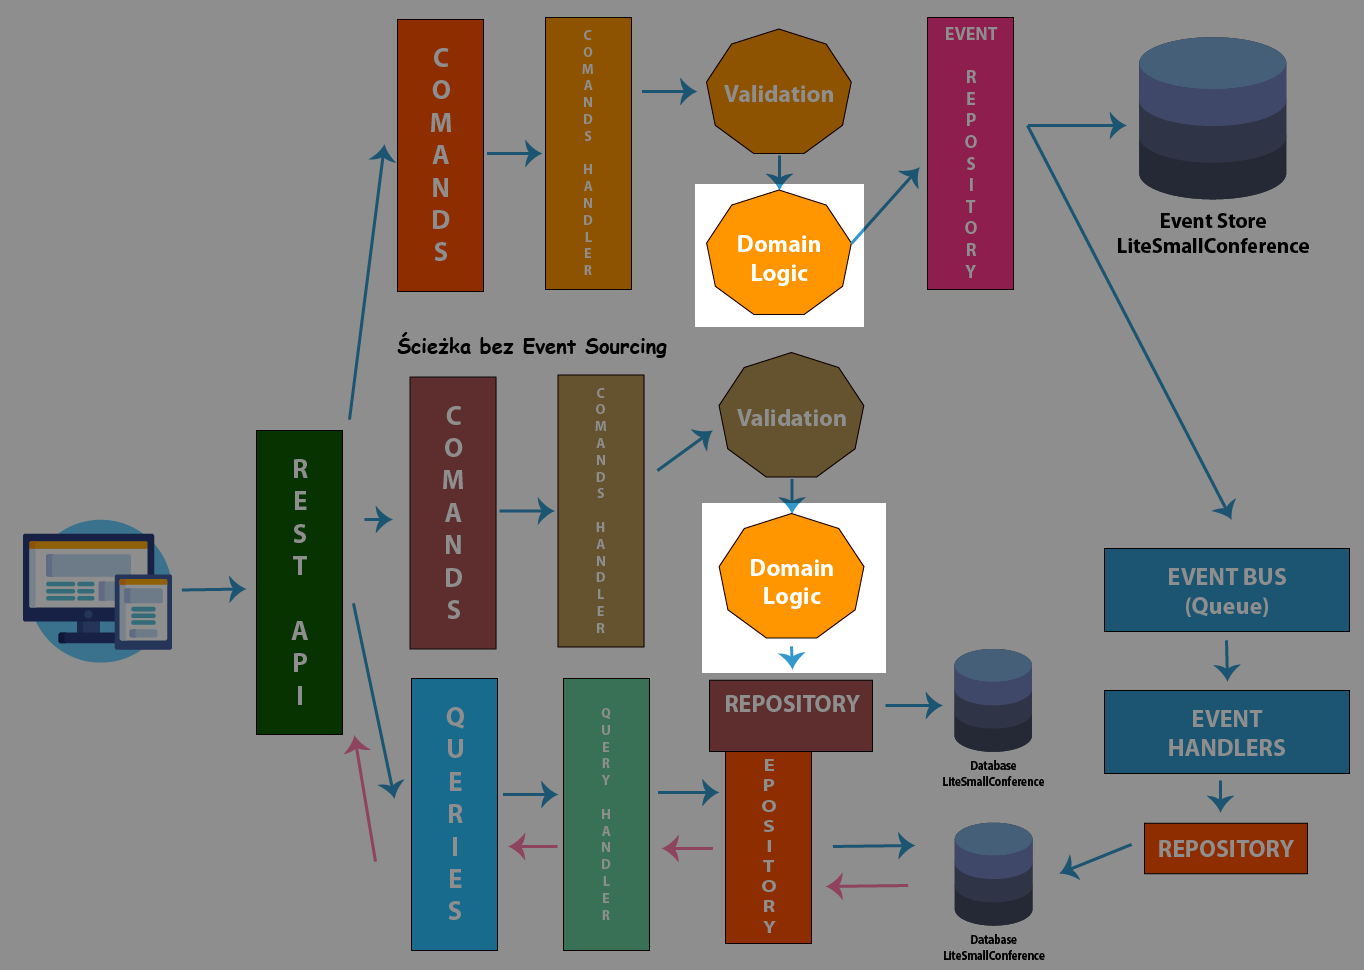 COMANDS
COMANDS HANDLER
Validation
Domain
Logic
EVENT
REPOSITORY
Event Store
LiteSmallConference
Ścieżka bez Event Sourcing
REST API
COMANDS
COMANDS HANDLER
Validation
Domain
Logic
REPOSITORY
Database
LiteSmallConference
EVENT BUS
(Queue)
EVENT
HANDLERS
REPOSITORY
QUERIES
QUERY HANDLER
EPOSITORY
Database
LiteSmallConference